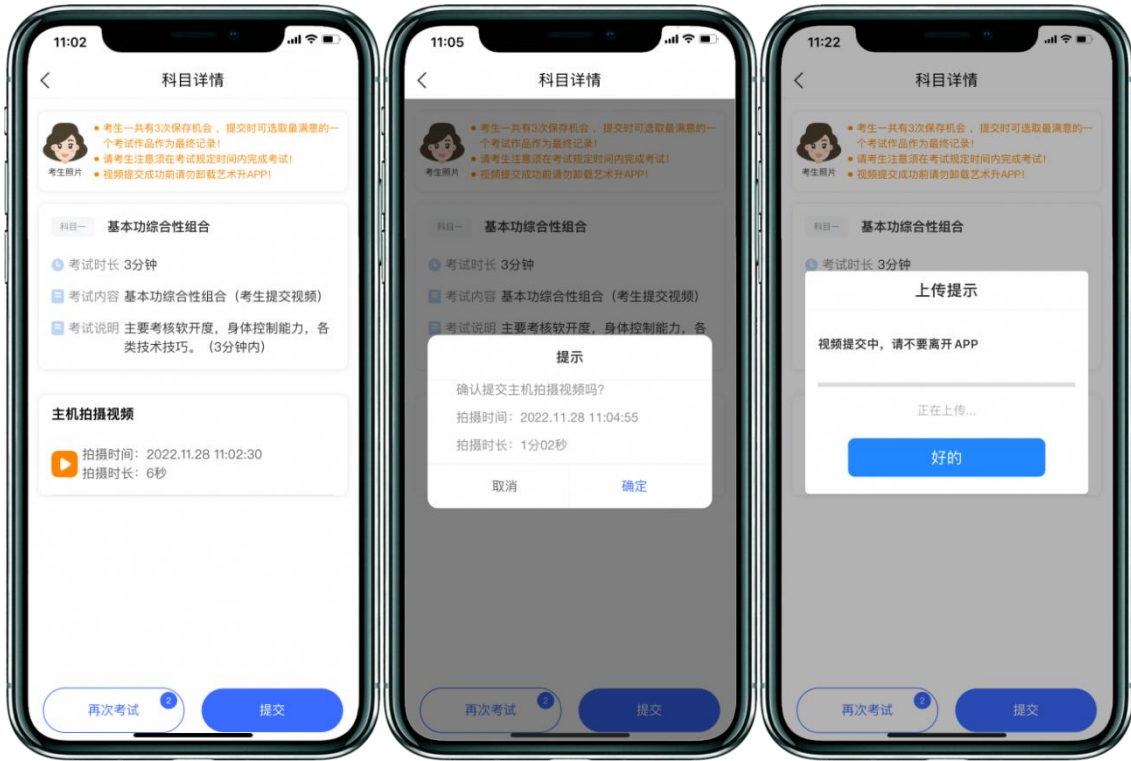 11:02
科目详情
● 考生一共有3次保存机会 ，提交时可选取最满意的一
个考试作品作为最终记录！
● 请考生注意须在考试规定时间内完成考试！
● 视频提交成功前请勿卸载艺术升APP！
考生照片
科目一 基本功综合性组合
考试时长 3分钟
考试内容 基本功综合性组合（考生提交视频）
考试说明 主要考核软开度，身体控制能力，各
类技术技巧。（3分钟内）
主机拍摄视频
拍摄时间：2022.11.28 11:02:30
拍摄时长：6秒
再次考试 2
提交
11:05
科目详情
● 考生一共有3次保存机会 ，提交时可选取最满意的一
个考试作品作为最终记录！
● 请考生注意须在考试规定时间内完成考试！
● 视频提交成功前请勿卸载艺术升APP！
考生照片
科目一 基本功综合性组合
考试时长 3分钟
考试内容 基本功综合性组合（考生提交视频）
考试说明 主要考核软开度，身体控制能力，各
提示
确认提交主机拍摄视频吗?
拍摄时间：2022.11.28 11:04:55
拍摄时长：1分02秒
取消
确定
再次考试
提交
11:22
科目详情
● 考生一共有3次保存机会 ，提交时可选取最满意的一
个考试作品作为最终记录！
● 请考生注意须在考试规定时间内完成考试！
● 视频提交成功前请勿卸载艺术升APP！
考生照片
科目一 基本功综合性组合
考试时长 3分钟
上传提示
视频提交中，请不要离开 APP
正在上传...
好的
再次考试 2
提交